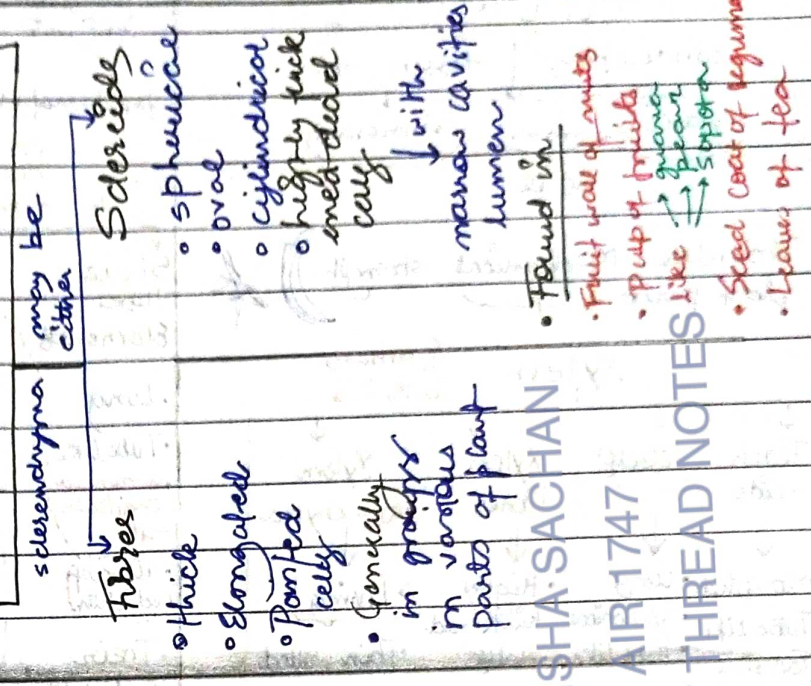 sclerenchyma may be
either
Fibres
• thick
• Elongated
• Pointed
cells
• Generally
in groups
in various
Parts of plant
Sclereids
• spherical
• oval
• cylindrical
• highly thick
ened dead
cells
↓ with
narrow cavities
lumen
• Found in
• Fruit wall of nuts
• Pulp of fruits
like → guava
→ pear
→ sapota
• Seed coat of legume
• Leaves of tea
SHA SACHAN
AIR 1747
THREAD NOTES